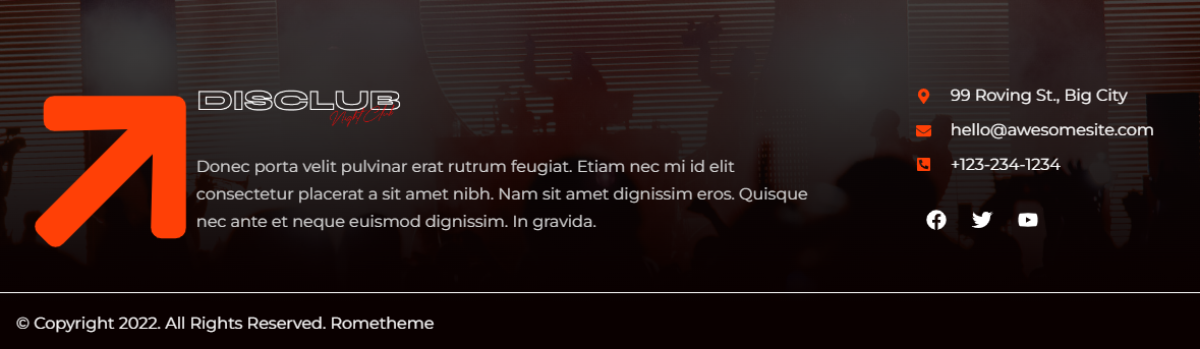 DISCLUB
Night Club
Donec porta velit pulvinar erat rutrum feugiat. Etiam nec mi id elit
consectetur placerat a sit amet nibh. Nam sit amet dignissim eros. Quisque
nec ante et neque euismod dignissim. In gravida.
99 Roving St., Big City
hello@awesomesite.com
+123-234-1234
© Copyright 2022. All Rights Reserved. Rometheme